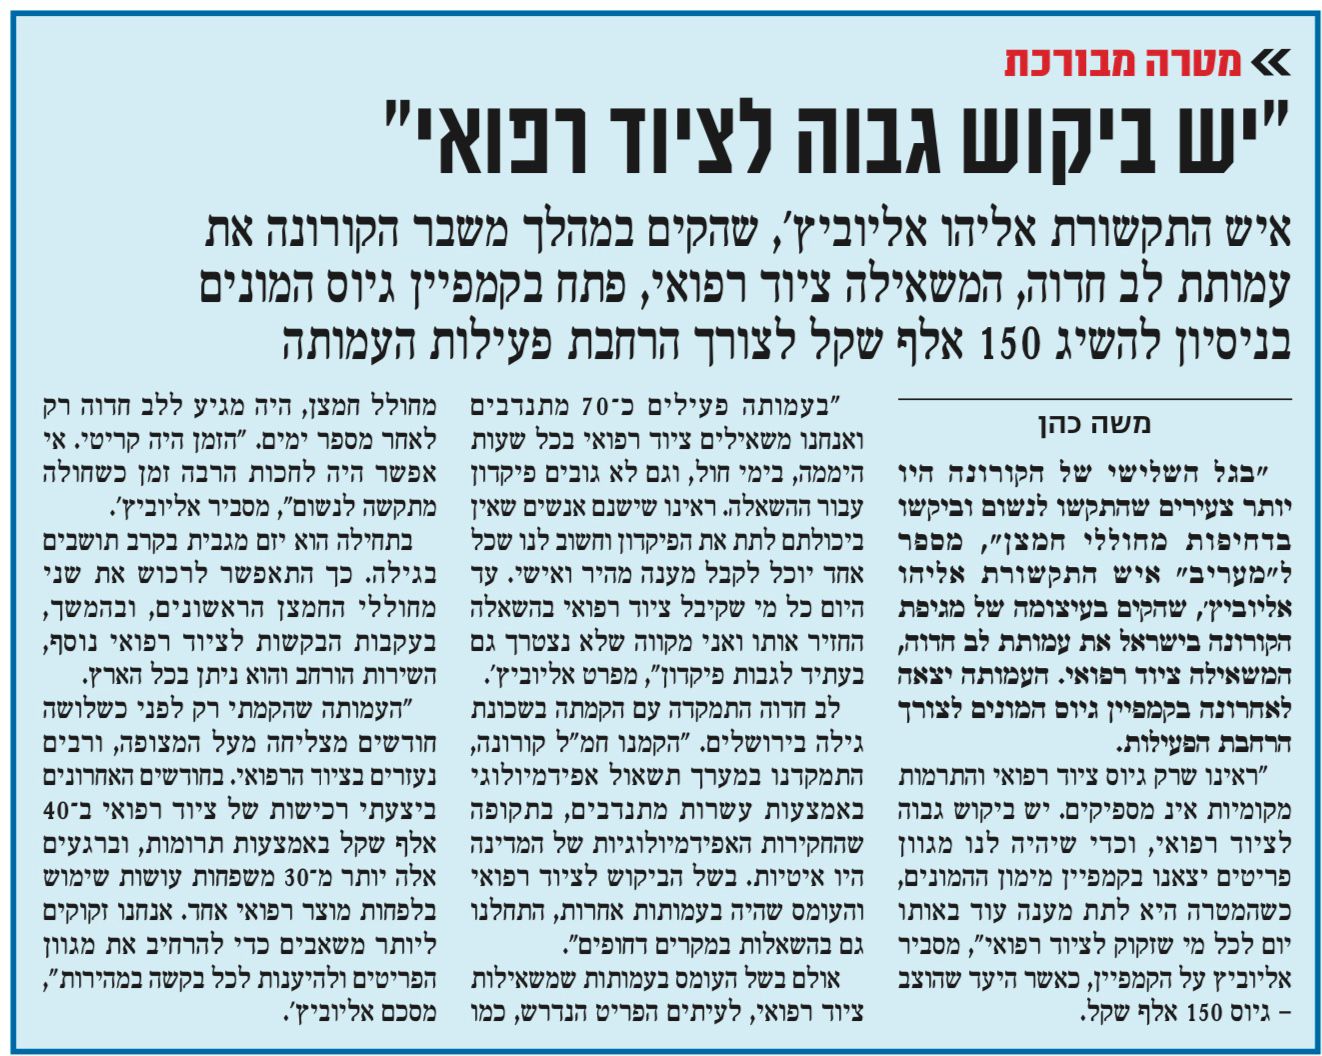 » מטרה מבורכת
"יש ביקוש גבוה לציוד רפואי"
איש התקשורת אליהו אליוביץ', שהקים במהלך משבר הקורונה את
עמותת לב חדוה, המשאילה ציוד רפואי, פתח בקמפיין גיוס המונים
בניסיון להשיג 150 אלף שקל לצורך הרחבת פעילות העמותה
משה כהן
"בגל השלישי של הקורונה היו
יותר צעירים שהתקשו לנשום וביקשו
בדחיפות מחוללי חמצן", מספר
ל"מעריב" איש התקשורת אליהו
אליוביץ', שהקים בעיצומה של מגיפת
הקורונה בישראל את עמותת לב חדוה,
המשאילה ציוד רפואי. העמותה יצאה
לאחרונה בקמפיין גיוס המונים לצורך
הרחבת הפעילות.
"ראינו שרק גיוס ציוד רפואי והתרמות
מקומיות אינ מספיקים. יש ביקוש גבוה
לציוד רפואי, וכדי שיהיה לנו מגוון
פריטים יצאנו בקמפיין מימון ההמונים,
כשהמטרה היא לתת מענה עוד באותו
יום לכל מי שזקוק לציוד רפואי", מסביר
אליוביץ על הקמפיין, כאשר היעד שהוצב
– גיוס 150 אלף שקל.
"בעמותה פעילים כ־70 מתנדבים
ואנחנו משאילים ציוד רפואי בכל שעות
היממה, בימי חול, וגם לא גובים פיקדון
עבור ההשאלה. ראינו שישנם אנשים שאין
ביכולתם לתת את הפיקדון וחשוב לנו שכל
אחד יוכל לקבל מענה מהיר ואישי. עד
היום כל מי שקיבל ציוד רפואי בהשאלה
החזיר אותו ואני מקווה שלא נצטרך גם
בעתיד לגבות פיקדון", מפרט אליוביץ'.
לב חדוה התמקדה עם הקמתה בשכונת
גילה בירושלים. "הקמנו חמ"ל קורונה,
התמקדנו במערך תשאול אפידמיולוגי
באמצעות עשרות מתנדבים, בתקופה
שהחקירות האפידמיולוגיות של המדינה
היו איטיות. בשל הביקוש לציוד רפואי
והעומס שהיה בעמותות אחרות, התחלנו
גם בהשאלות במקרים דחופים".
אולם בשל העומס בעמותות שמשאילות
ציוד רפואי, לעיתים הפריט הנדרש, כמו
מחולל חמצן, היה מגיע ללב חדוה רק
לאחר מספר ימים. "הזמן היה קריטי. אי
אפשר היה לחכות הרבה זמן כשחולה
מתקשה לנשום", מסביר אליוביץ'.
בתחילה הוא יזם מגבית בקרב תושבים
בגילה. כך התאפשר לרכוש את שני
מחוללי החמצן הראשונים, ובהמשך,
בעקבות הבקשות לציוד רפואי נוסף,
השירות הורחב והוא ניתן בכל הארץ.
"העמותה שהקמתי רק לפני כשלושה
חודשים מצליחה מעל המצופה, ורבים
נעזרים בציוד הרפואי. בחודשים האחרונים
ביצעתי רכישות של ציוד רפואי ב־40
אלף שקל באמצעות תרומות, וברגעים
אלה יותר מ־30 משפחות עושות שימוש
בלפחות מוצר רפואי אחד. אנחנו זקוקים
ליותר משאבים כדי להרחיב את מגוון
הפריטים ולהיענות לכל בקשה במהירות",
מסכם אליוביץ'.